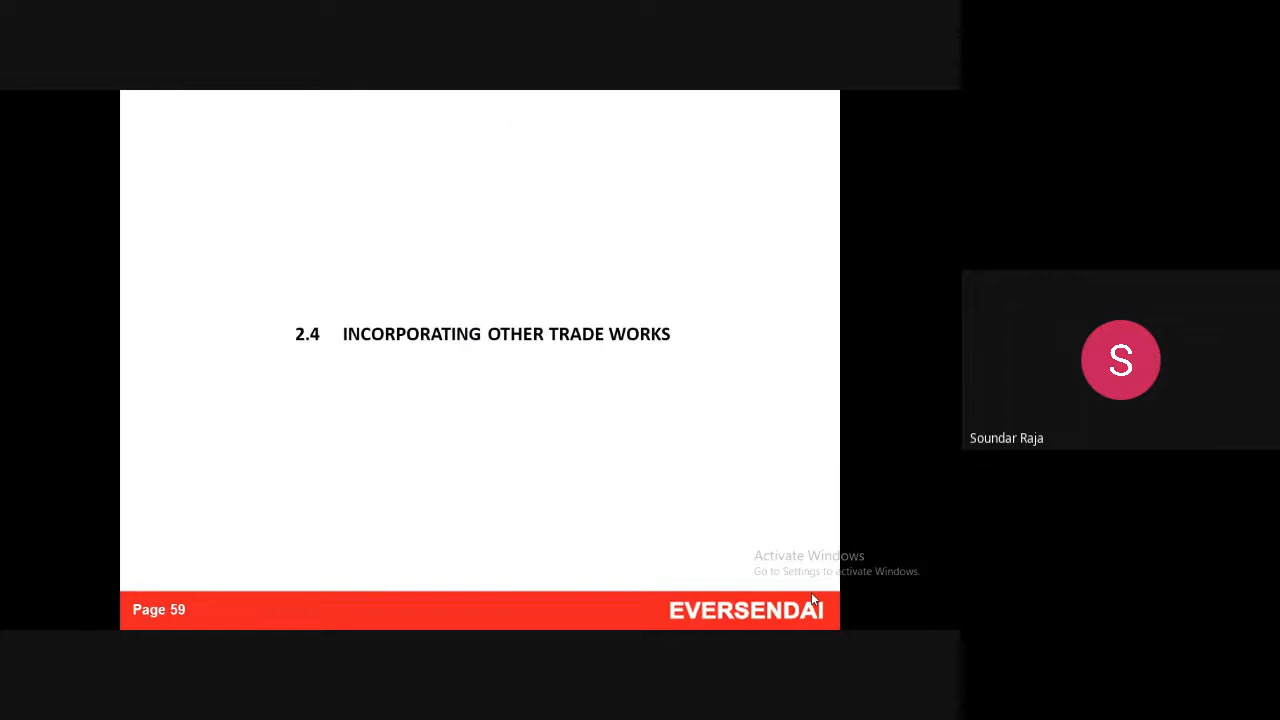 2.4 INCORPORATING OTHER TRADE WORKS
S
Soundar Raja
Activate Windows
Go to Settings to activate Windows.
Page 59
EVERSENDAI